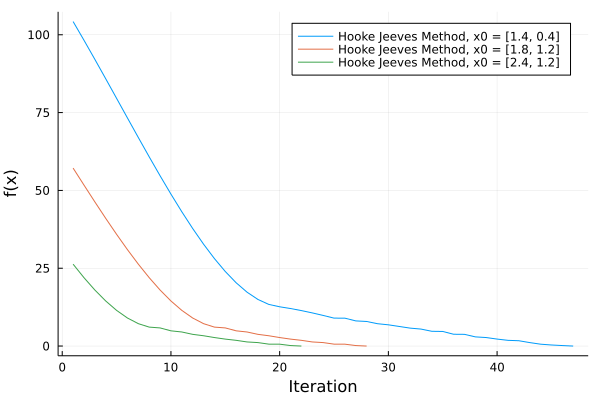 100
75
50
25
0
f(x)
Hooke Jeeves Method, x0 = [1.4, 0.4]
Hooke Jeeves Method, x0 = [1.8, 1.2]
Hooke Jeeves Method, x0 = [2.4, 1.2]
0 10 20 30 40
Iteration